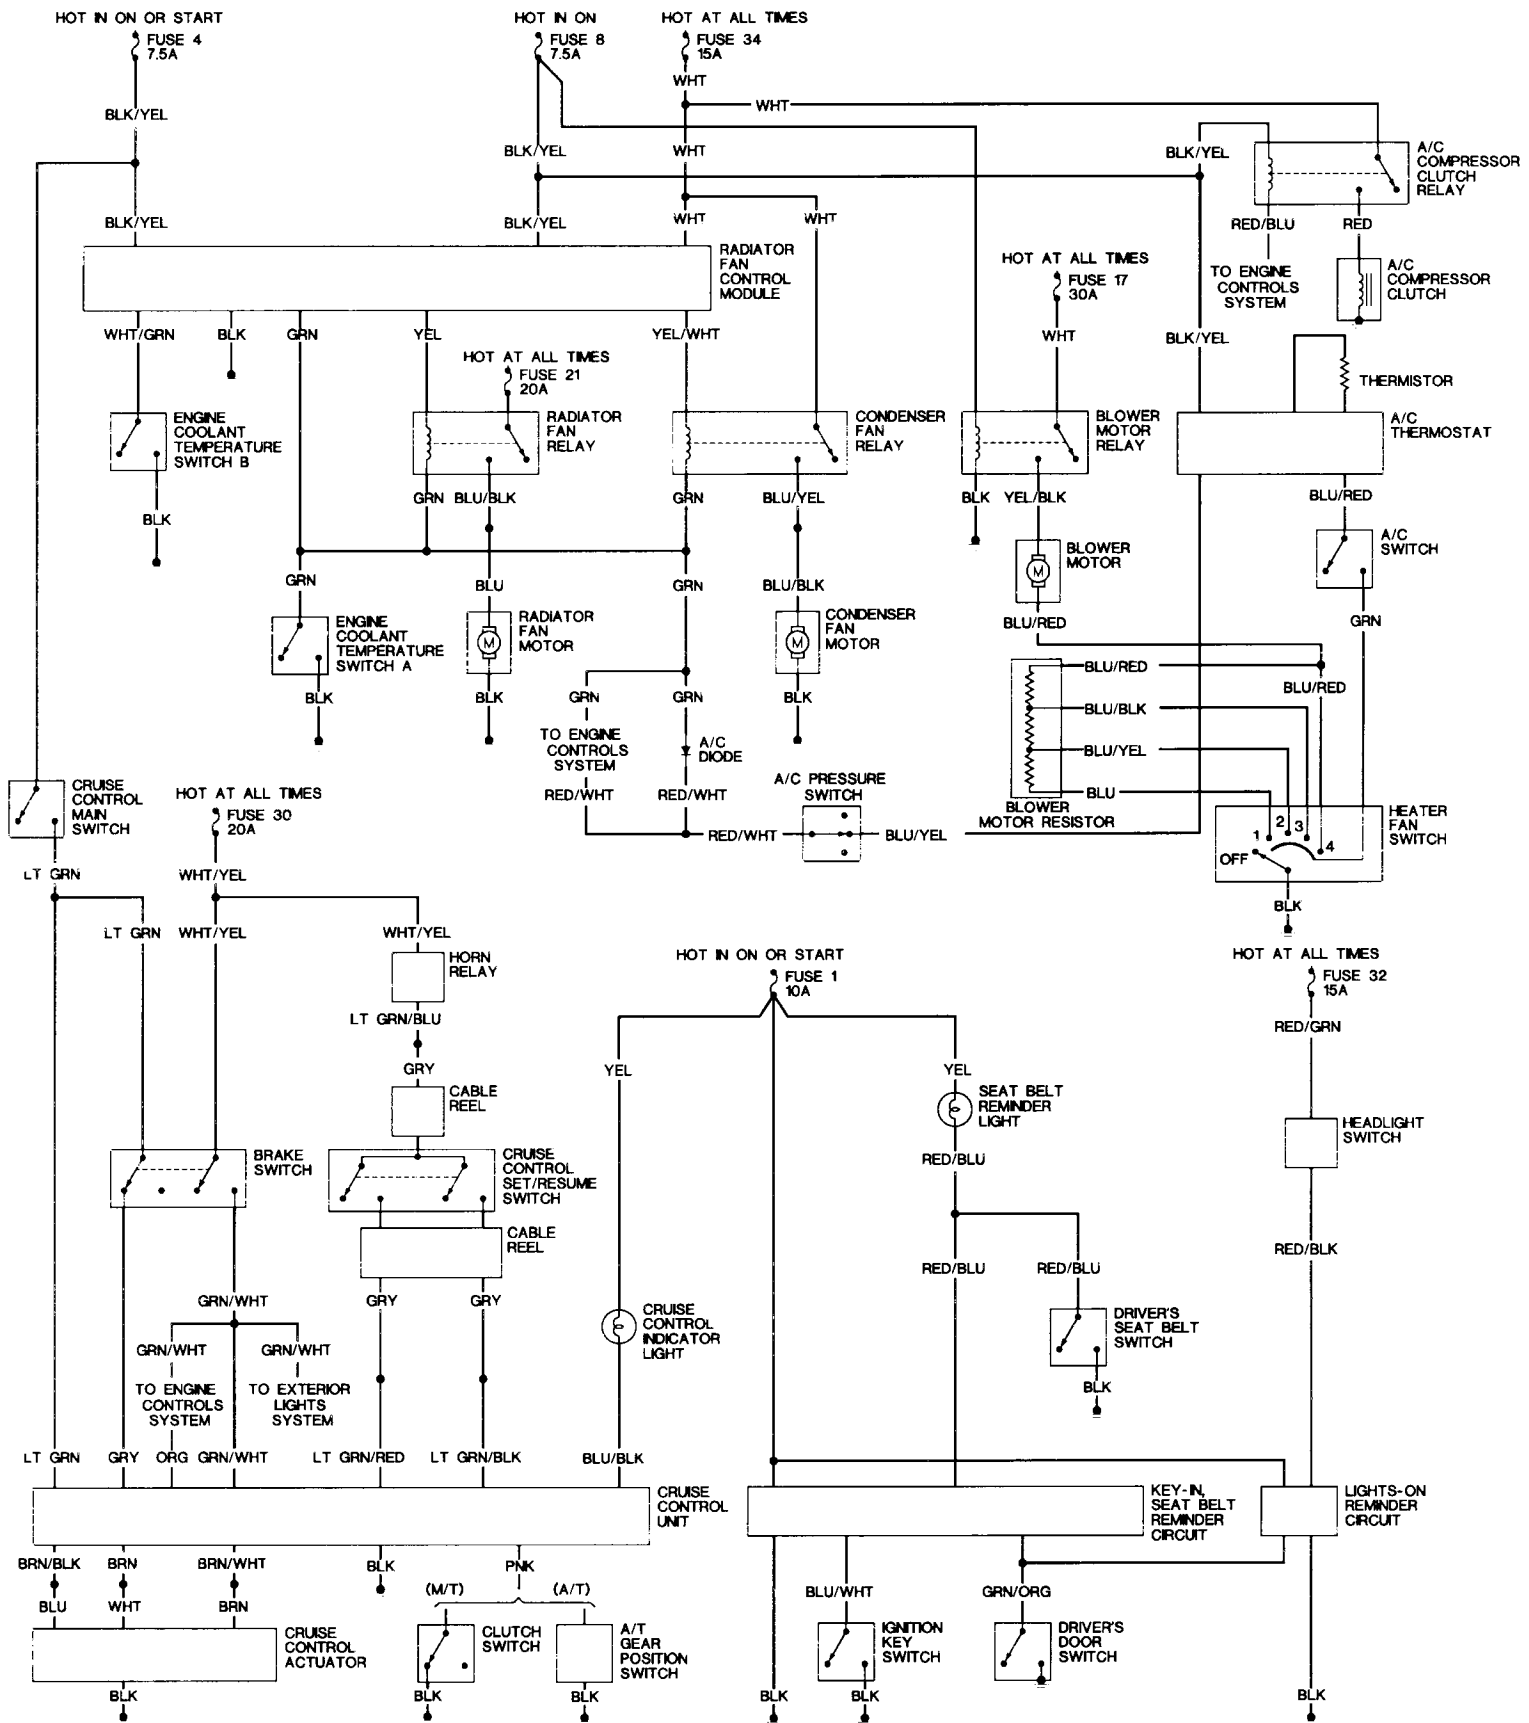 HOT IN ON OR START
FUSE 4
7.5A
HOT IN ON
FUSE 8
7.5A
HOT AT ALL TIMES
FUSE 34
15A
WHT
WHT
BLK/YEL
BLK/YEL
WHT
BLK/YEL
A/C
COMPRESSOR
CLUTCH
RELAY
BLK/YEL
BLK/YEL
WHT
WHT
RED/BLU
RED
RADIATOR
FAN
CONTROL
MODULE
HOT AT ALL TIMES
FUSE 17
30A
TO ENGINE
CONTROLS
SYSTEM
A/C
COMPRESSOR
CLUTCH
WHT/GRN
BLK
GRN
YEL
YEL/WHT
WHT
BLK/YEL
HOT AT ALL TIMES
FUSE 21
20A
THERMISTOR
ENGINE
COOLANT
TEMPERATURE
SWITCH B
RADIATOR
FAN
RELAY
CONDENSER
FAN
RELAY
BLOWER
MOTOR
RELAY
A/C
THERMOSTAT
GRN
BLU/BLK
GRN
BLU/YEL
BLK
YEL/BLK
BLU/RED
BLK
A/C
SWITCH
BLOWER
MOTOR
M
GRN
BLU
GRN
BLU/BLK
BLU/RED
GRN
ENGINE
COOLANT
TEMPERATURE
SWITCH A
RADIATOR
FAN
MOTOR
M
CONDENSER
FAN
MOTOR
M
BLU/RED
BLU/RED
BLK
BLK
GRN
GRN
BLK
BLU/BLK
TO ENGINE
CONTROLS
SYSTEM
A/C
DIODE
BLU/YEL
CRUISE
CONTROL
MAIN
SWITCH
HOT AT ALL TIMES
FUSE 30
20A
RED/WHT
RED/WHT
A/C PRESSURE
SWITCH
BLU
BLOWER
MOTOR RESISTOR
HEATER
FAN
SWITCH
RED/WHT
BLU/YEL
OFF
1
2
3
4
LT GRN
WHT/YEL
BLK
LT GRN
WHT/YEL
WHT/YEL
HORN
RELAY
HOT IN ON OR START
FUSE 1
10A
HOT AT ALL TIMES
FUSE 32
15A
LT GRN/BLU
RED/GRN
GRY
YEL
YEL
CABLE
REEL
SEAT BELT
REMINDER
LIGHT
HEADLIGHT
SWITCH
BRAKE
SWITCH
CRUISE
CONTROL
SET/RESUME
SWITCH
RED/BLU
CABLE
REEL
RED/BLK
RED/BLU
RED/BLU
GRN/WHT
GRY
GRY
CRUISE
CONTROL
INDICATOR
LIGHT
DRIVER'S
SEAT BELT
SWITCH
GRN/WHT
GRN/WHT
TO ENGINE
CONTROLS
SYSTEM
TO EXTERIOR
LIGHTS
SYSTEM
BLK
LT GRN
GRY
ORG
GRN/WHT
LT GRN/RED
LT GRN/BLK
BLU/BLK
CRUISE
CONTROL
UNIT
KEY-IN,
SEAT BELT
REMINDER
CIRCUIT
LIGHTS-ON
REMINDER
CIRCUIT
BRN/BLK
BRN
BRN/WHT
BLK
PNK
(M/T)
(A/T)
BLU/WHT
GRN/ORG
BLU
WHT
BRN
CRUISE
CONTROL
ACTUATOR
CLUTCH
SWITCH
A/T
GEAR
POSITION
SWITCH
IGNITION
KEY
SWITCH
DRIVER'S
DOOR
SWITCH
BLK
BLK
BLK
BLK
BLK
BLK